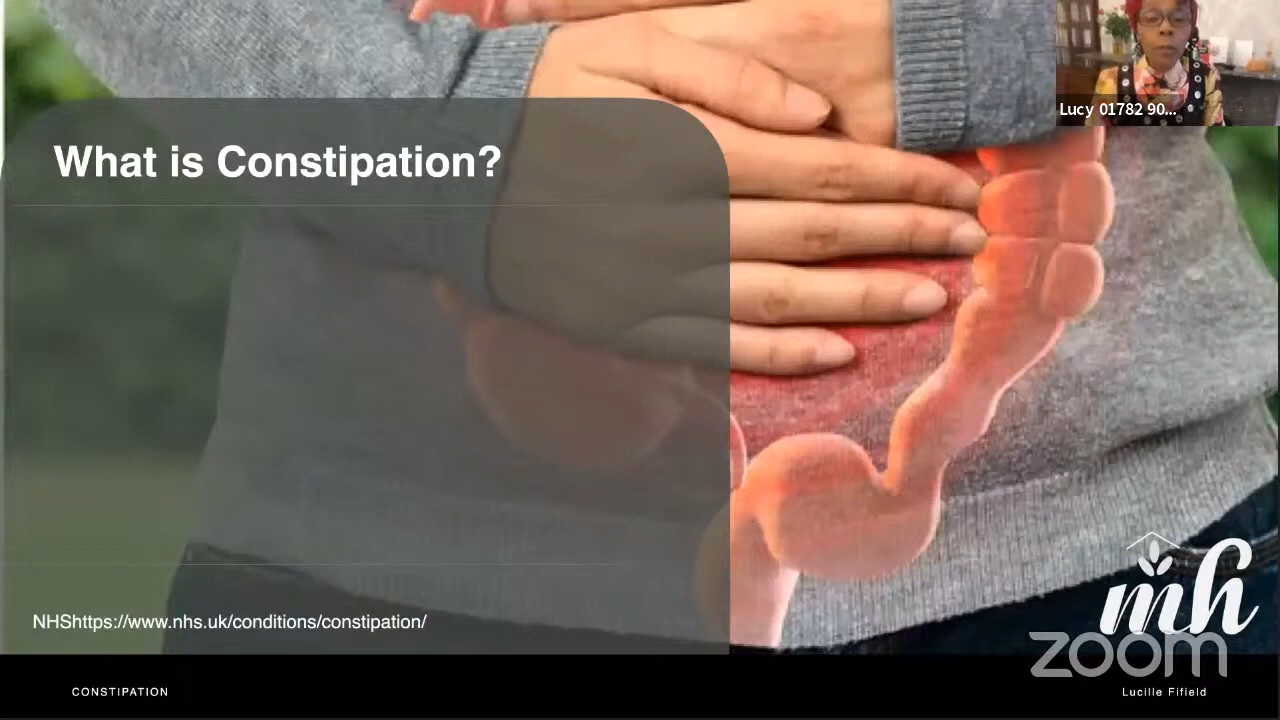 Lucy 01782 90...
What is Constipation?
NHShttps://www.nhs.uk/conditions/constipation/
mh
zoom
CONSTIPATION
Lucille Fifield